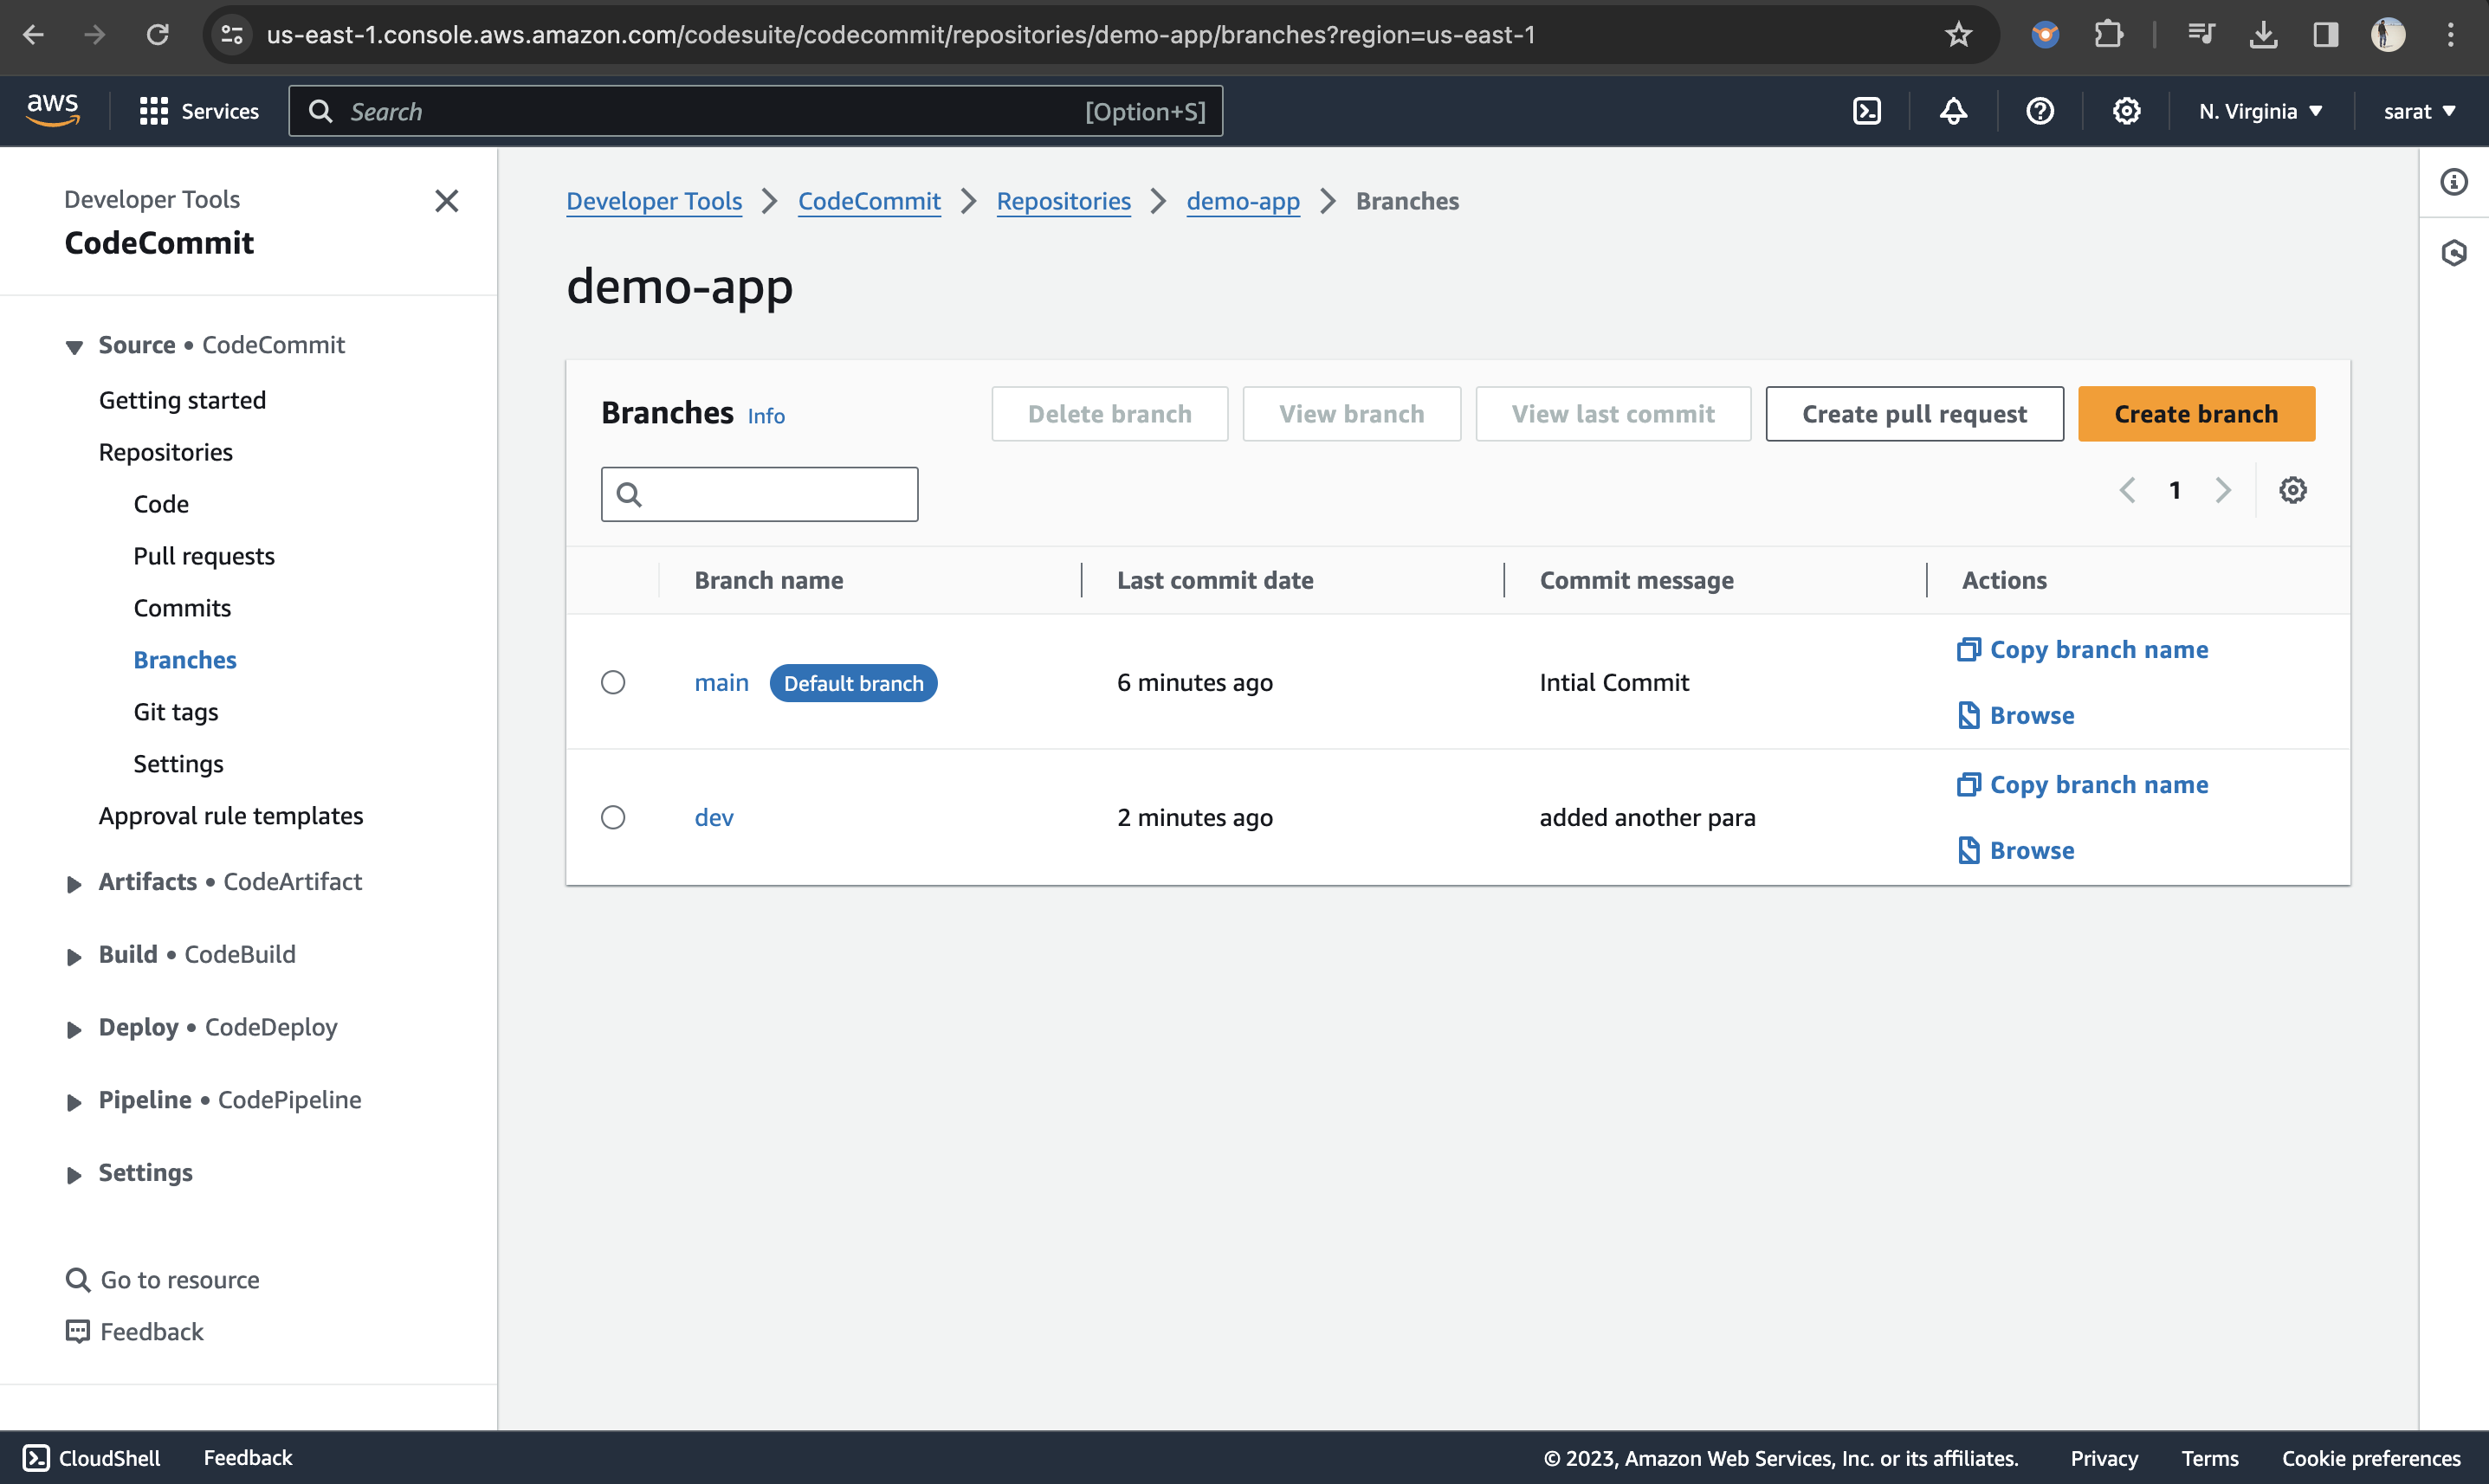 us-east-1.console.aws.amazon.com/codesuite/codecommit/repositories/demo-app/branches?region=us-east-1
aws
Services
Search
[Option+S]
N. Virginia
sarat
Developer Tools
CodeCommit
Source • CodeCommit
Getting started
Repositories
Code
Pull requests
Commits
Branches
Git tags
Settings
Approval rule templates
Artifacts • CodeArtifact
Build • CodeBuild
Deploy • CodeDeploy
Pipeline • CodePipeline
Settings
Go to resource
Feedback
Developer Tools > CodeCommit > Repositories > demo-app > Branches
demo-app
Branches Info
Delete branch
View branch
View last commit
Create pull request
Create branch
1
Branch name
Last commit date
Commit message
Actions
main
Default branch
6 minutes ago
Intial Commit
Copy branch name
Browse
dev
2 minutes ago
added another para
Copy branch name
Browse
CloudShell
Feedback
© 2023, Amazon Web Services, Inc. or its affiliates.
Privacy
Terms
Cookie preferences